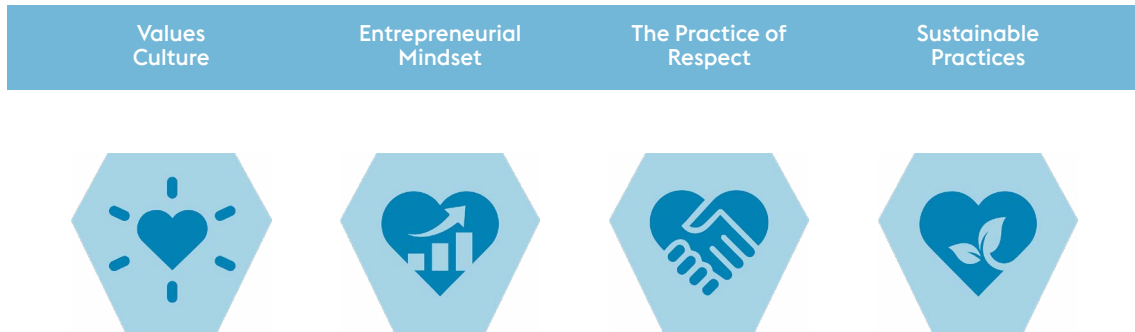 Values
Culture
Entrepreneurial
Mindset
The Practice of
Respect
Sustainable
Practices